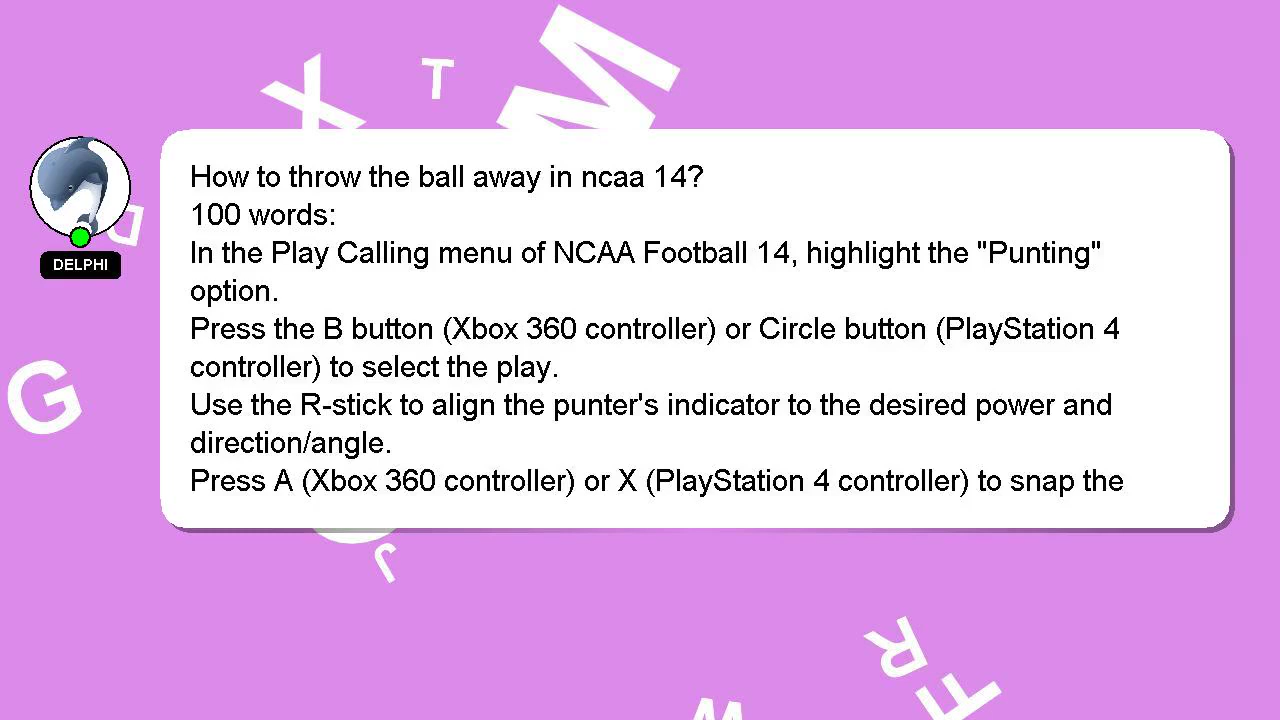 X
T
M
D
DELPHI
How to throw the ball away in ncaa 14?
100 words:
In the Play Calling menu of NCAA Football 14, highlight the "Punting"
option.
Press the B button (Xbox 360 controller) or Circle button (PlayStation 4
controller) to select the play.
Use the R-stick to align the punter's indicator to the desired power and
direction/angle.
Press A (Xbox 360 controller) or X (PlayStation 4 controller) to snap the
G
J
R
F
W